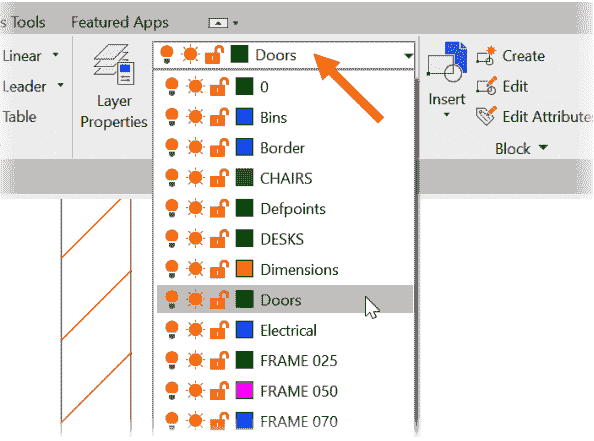 s Tools
Featured Apps
Linear
Leader
Table
Layer
Properties
Doors
0
Bins
Border
CHAIRS
Defpoints
DESKS
Dimensions
Doors
Electrical
FRAME 025
FRAME 050
FRAME 070
Insert
Create
Edit
Edit Attributes
Block